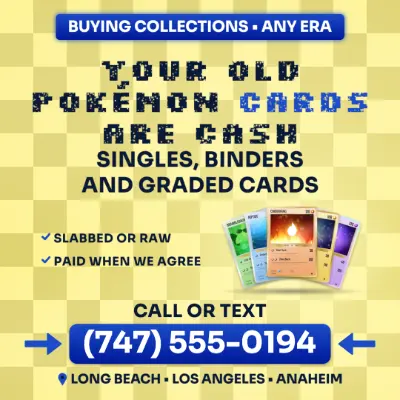 BUYING COLLECTIONS ▪ ANY ERA
YOUR OLD
POKÉMON CARDS
ARE CASH
SINGLES, BINDERS
AND GRADED CARDS
✓ SLABBED OR RAW
✓ PAID WHEN WE AGREE
CALL OR TEXT
(747) 555-0194
LONG BEACH ▪ LOS ANGELES ▪ ANAHEIM